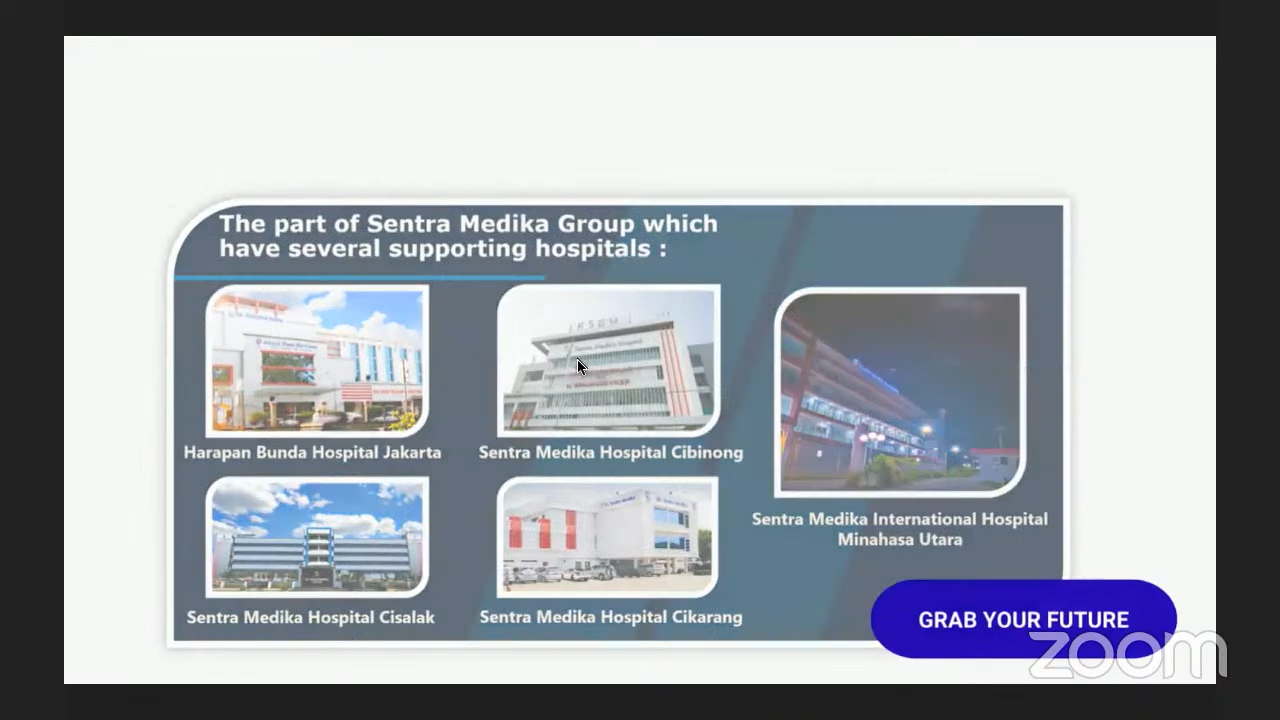 The part of Sentra Medika Group which
have several supporting hospitals :
Harapan Bunda Hospital Jakarta
Sentra Medika Hospital Cibinong
Sentra Medika International Hospital
Minahasa Utara
Sentra Medika Hospital Cisalak
Sentra Medika Hospital Cikarang
GRAB YOUR FUTURE
zoom